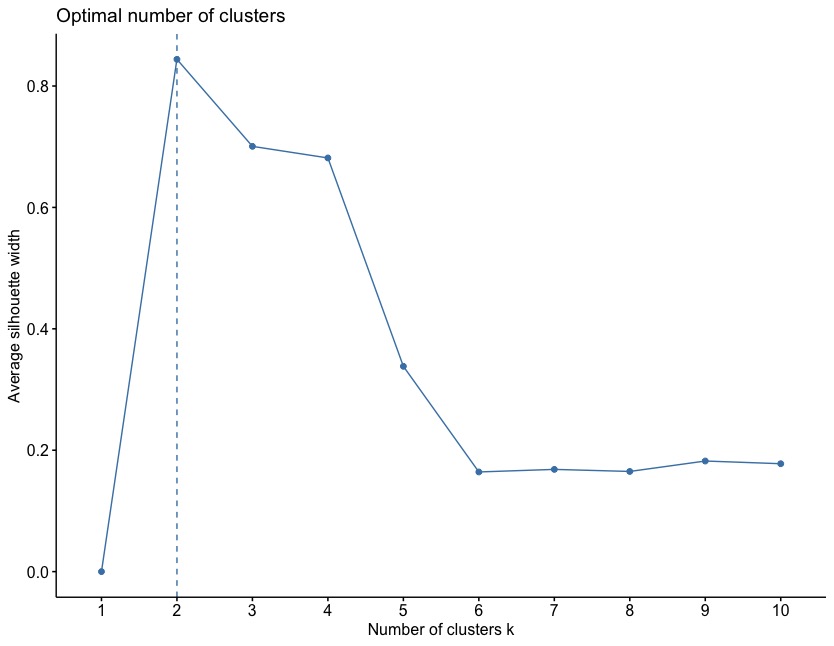 Optimal number of clusters
Average silhouette width
0.8
0.6
0.4
0.2
0.0
1 2 3 4 5 6 7 8 9 10
Number of clusters k